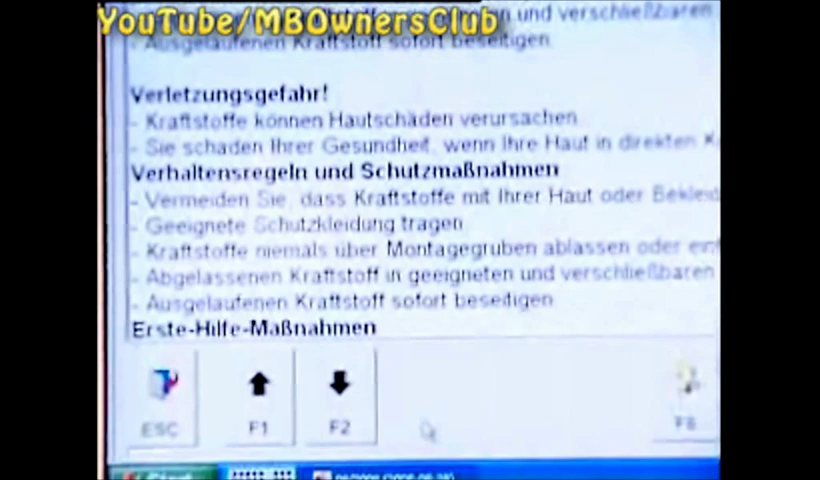 YouTube/MBOwnersClub
und verschließbaren
- Ausgelaufenen Kraftstoff sofort beseitigen
Verletzungsgefahr!
- Kraftstoffe können Hautschäden verursachen
- Sie schaden Ihrer Gesundheit, wenn Ihre Haut in direkten
Verhaltensregeln und Schutzmaßnahmen
- Vermeiden Sie, dass Kraftstoffe mit Ihrer Haut oder Bekleid
- Geeignete Schutzkleidung tragen
- Kraftstoffe niemals über Montagegruben ablassen oder
- Abgelassenen Kraftstoff in geeigneten und verschließbaren
- Ausgelaufenen Kraftstoff sofort beseitigen
Erste-Hilfe-Maßnahmen
ESC F1 F2